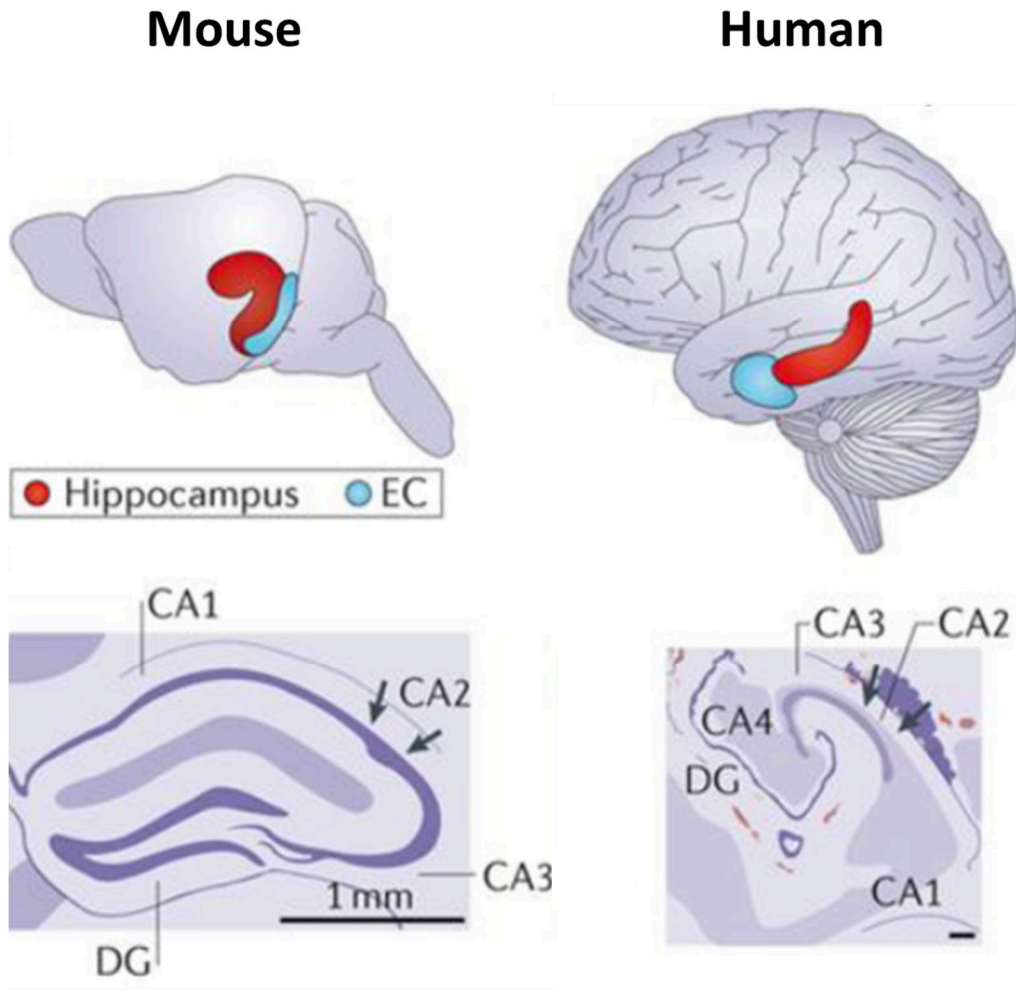 Mouse
Human
Hippocampus EC
CA1
CA2
CA3
1 mm
DG
CA3
CA2
CA4
DG
CA1